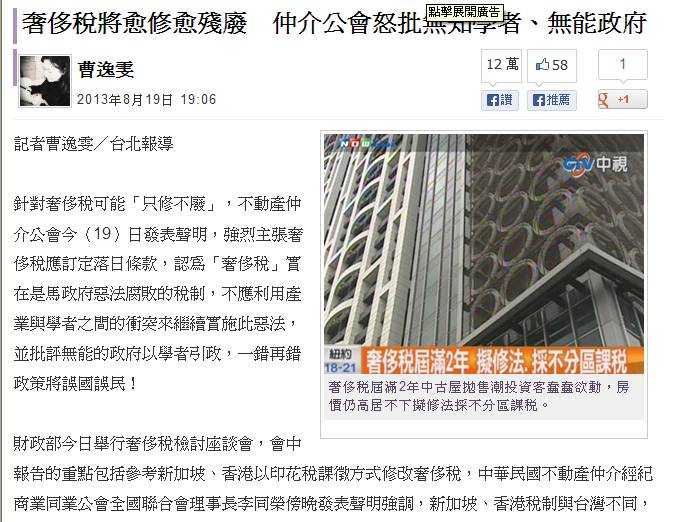 奢侈稅將愈修愈殘廢　仲介公會怒批無知學者、無能政府
點擊展開廣告
曹逸雯
2013年8月19日 19:06
12 萬
58
1
讚
推薦
+1
記者曹逸雯／台北報導
針對奢侈稅可能「只修不廢」，不動產仲
介公會今（19）日發表聲明，強烈主張奢
侈稅應訂定落日條款，認為「奢侈稅」實
在是馬政府惡法腐敗的稅制，不應利用產
業與學者之間的衝突來繼續實施此惡法，
並批評無能的政府以學者引政，一錯再錯
政策將誤國誤民！
NOW
CTV中視
紐約
18-21
奢侈稅屆滿2年 擬修法.採不分區課稅
奢侈稅屆滿2年中古屋拋售潮投資客蠢蠢欲動，房
價仍高居不下擬修法採不分區課稅。
財政部今日舉行奢侈稅檢討座談會，會中
報告的重點包括參考新加坡、香港以印花稅課徵方式修改奢侈稅，中華民國不動產仲介經紀
商業同業公會全國聯合會理事長李同榮傍晚發表聲明強調，新加坡、香港稅制與台灣不同，